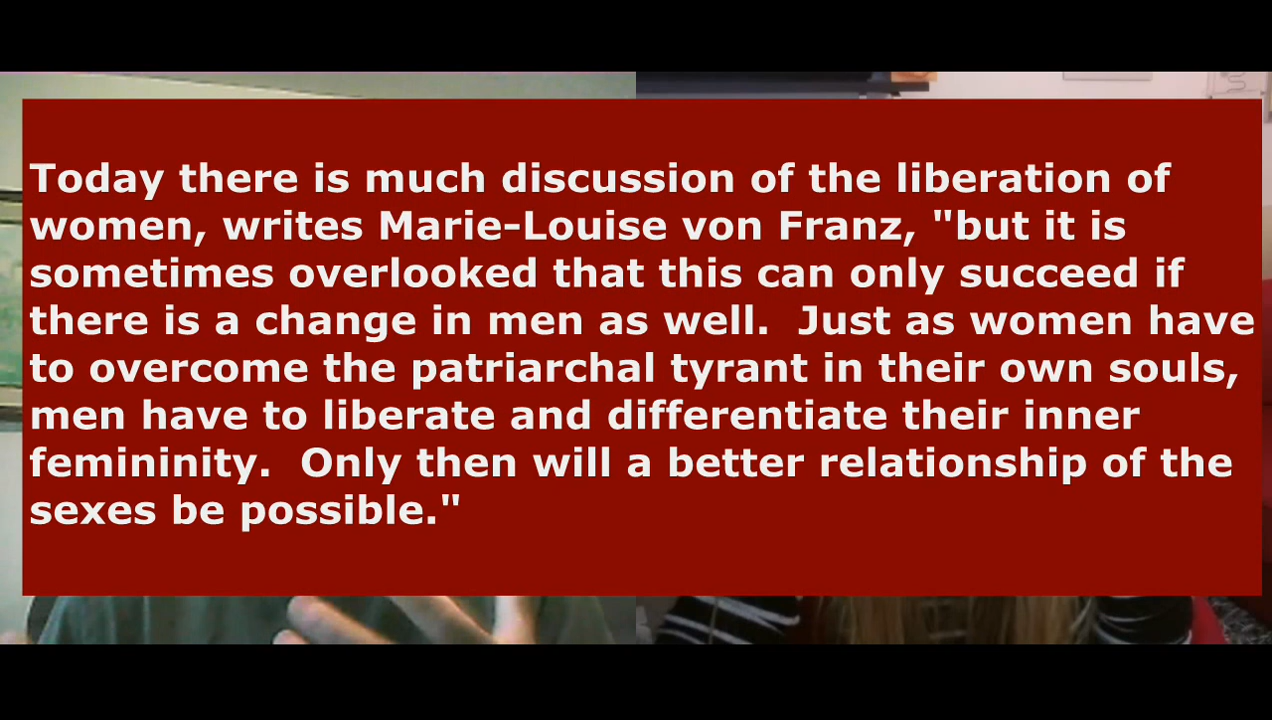 Today there is much discussion of the liberation of
women, writes Marie-Louise von Franz, "but it is
sometimes overlooked that this can only succeed if
there is a change in men as well.  Just as women have
to overcome the patriarchal tyrant in their own souls,
men have to liberate and differentiate their inner
femininity.  Only then will a better relationship of the
sexes be possible."